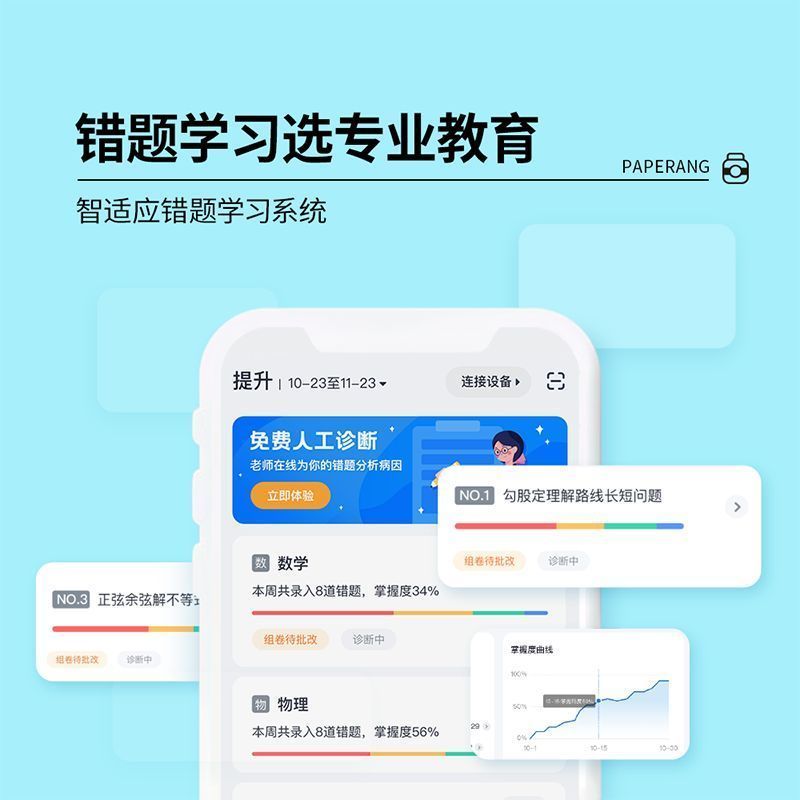 错题学习选专业教育
PAPERANG
智适应错题学习系统
提升 | 10-23至11-23
连接设备
免费人工诊断
老师在线为你的错题分析病因
立即体验
NO.1 勾股定理解路线长短问题
组卷待批改 诊断中
数 数学
本周共录入8道错题，掌握度34%
组卷待批改 诊断中
NO.3 正弦余弦解不等
组卷待批改 诊断中
掌握度曲线
100%
50%
0%
10-1 10-15 10-30
物 物理
本周共录入8道错题，掌握度56%
29